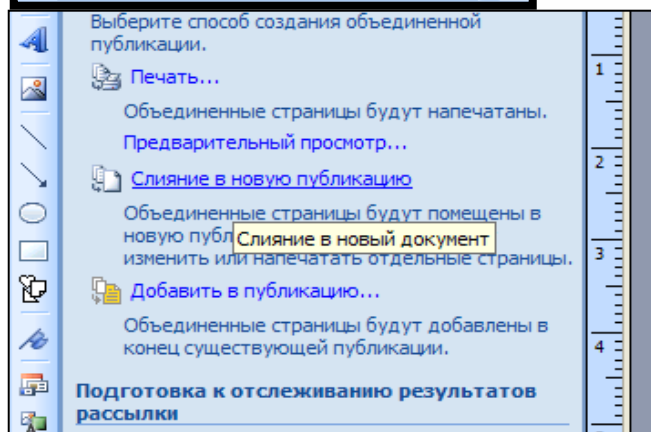 Выберите способ создания объединенной
публикации.
Печать...
Объединенные страницы будут напечатаны.
Предварительный просмотр...
Слияние в новую публикацию
Объединенные страницы будут помещены в
новую публ
Слияние в новый документ
изменить или напечатать отдельные страницы.
Добавить в публикацию...
Объединенные страницы будут добавлены в
конец существующей публикации.
Подготовка к отслеживанию результатов
рассылки
1
2
3
4